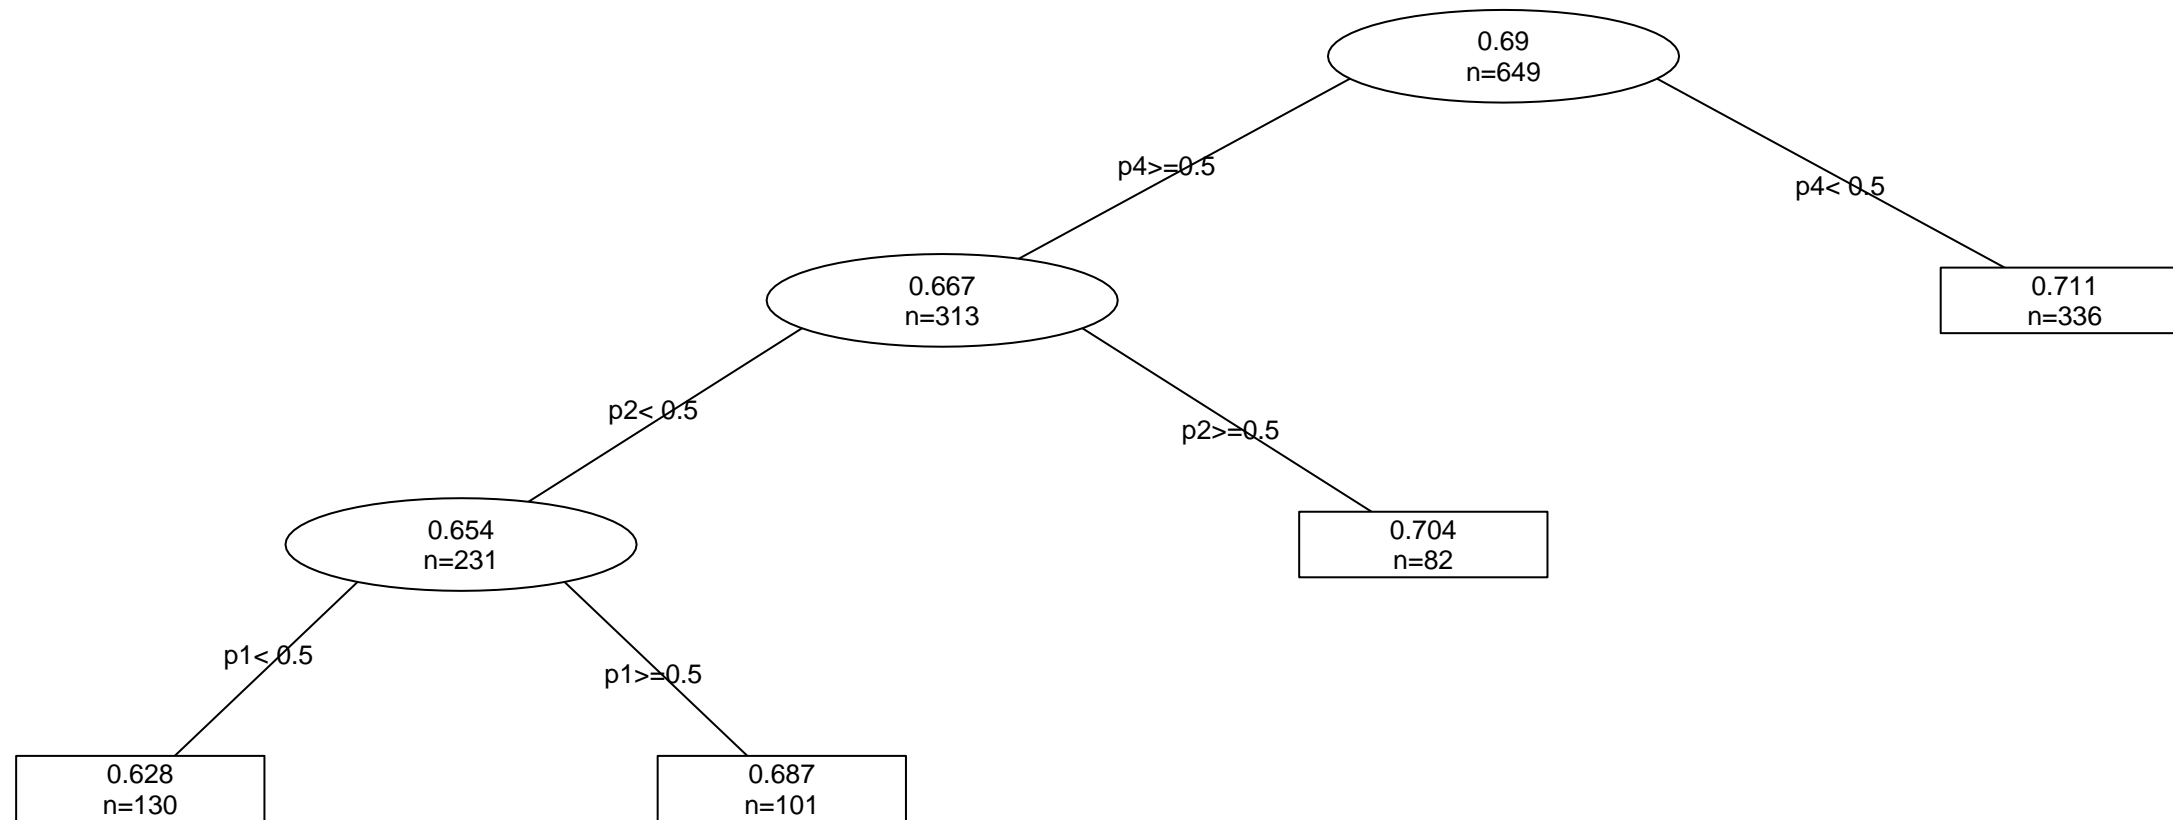 0.69
n=649
p4>=0.5
p4< 0.5
0.667
n=313
0.711
n=336
p2< 0.5
p2>=0.5
0.654
n=231
0.704
n=82
p1< 0.5
p1>=0.5
0.628
n=130
0.687
n=101